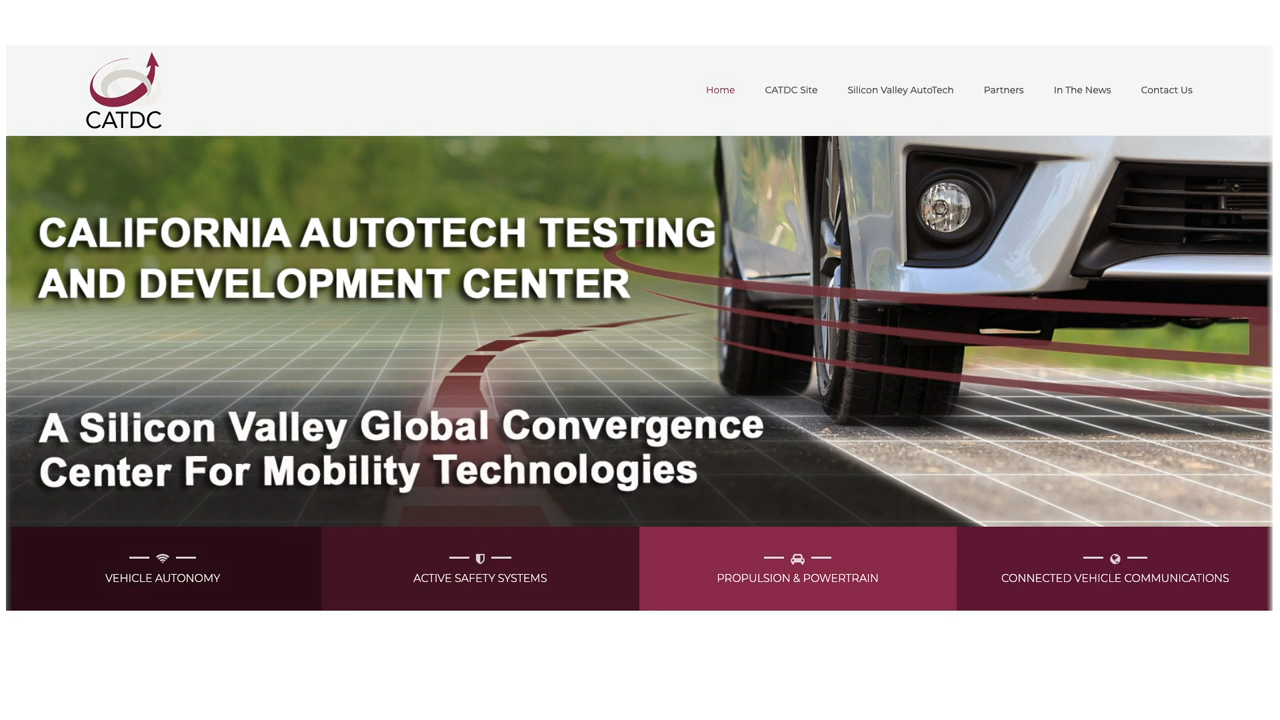 CATDC
Home
CATDC Site
Silicon Valley AutoTech
Partners
In The News
Contact Us
CALIFORNIA AUTOTECH TESTING
AND DEVELOPMENT CENTER
A Silicon Valley Global Convergence
Center For Mobility Technologies
VEHICLE AUTONOMY
ACTIVE SAFETY SYSTEMS
PROPULSION & POWERTRAIN
CONNECTED VEHICLE COMMUNICATIONS